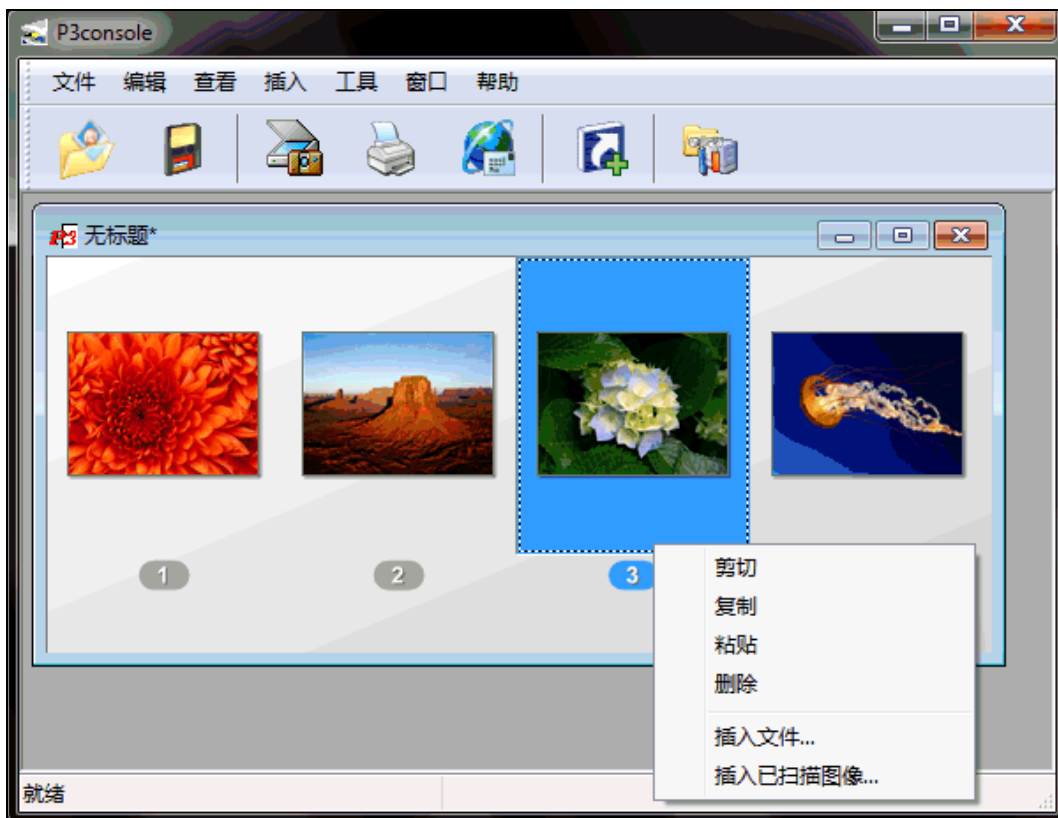 P3console
文件 编辑 查看 插入 工具 窗口 帮助
P3 无标题*
1 2 3
剪切
复制
粘贴
删除
插入文件...
插入已扫描图像...
就绪